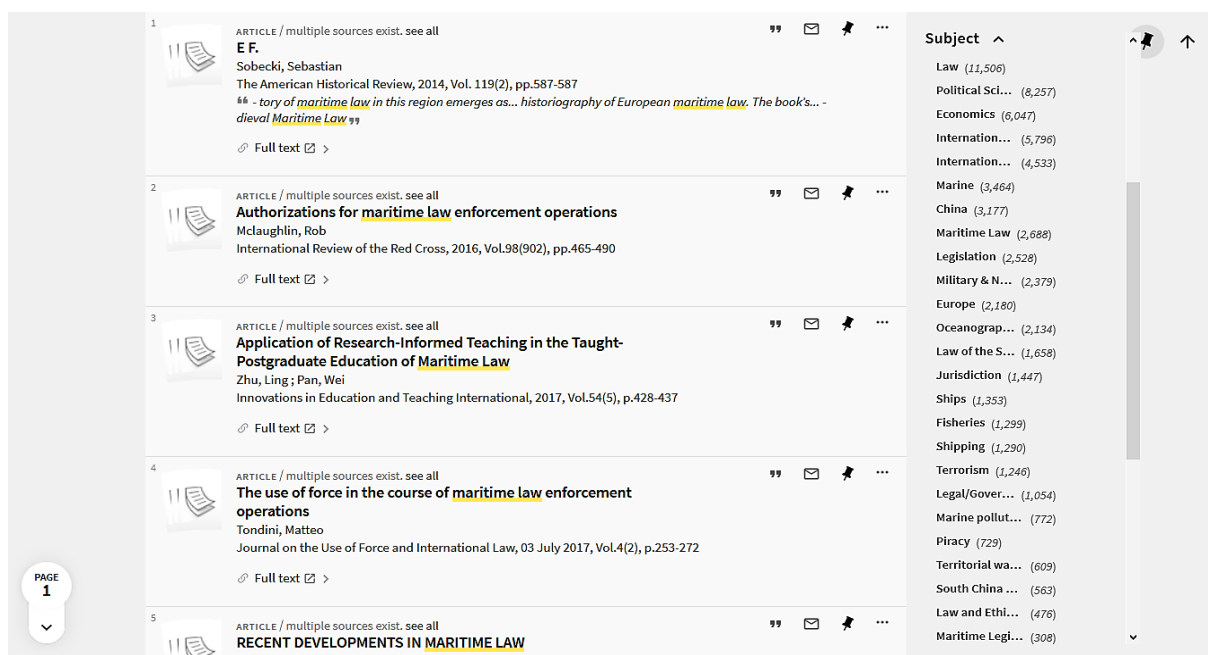 1
ARTICLE / multiple sources exist. see all
E F.
Sobecki, Sebastian
The American Historical Review, 2014, Vol. 119(2), pp.587-587
❝ - tory of maritime law in this region emerges as... historiography of European maritime law. The book's... -
dieval Maritime Law ❞
Full text
2
ARTICLE / multiple sources exist. see all
Authorizations for maritime law enforcement operations
Mclaughlin, Rob
International Review of the Red Cross, 2016, Vol.98(902), pp.465-490
Full text
3
ARTICLE / multiple sources exist. see all
Application of Research-Informed Teaching in the Taught-
Postgraduate Education of Maritime Law
Zhu, Ling ; Pan, Wei
Innovations in Education and Teaching International, 2017, Vol.54(5), p.428-437
Full text
4
ARTICLE / multiple sources exist. see all
The use of force in the course of maritime law enforcement
operations
Tondini, Matteo
Journal on the Use of Force and International Law, 03 July 2017, Vol.4(2), p.253-272
Full text
5
ARTICLE / multiple sources exist. see all
RECENT DEVELOPMENTS IN MARITIME LAW
PAGE
1
Subject
Law (11,506)
Political Sci... (8,257)
Economics (6,047)
Internation... (5,796)
Internation... (4,533)
Marine (3,464)
China (3,177)
Maritime Law (2,688)
Legislation (2,528)
Military & N... (2,379)
Europe (2,180)
Oceanograp... (2,134)
Law of the S... (1,658)
Jurisdiction (1,447)
Ships (1,353)
Fisheries (1,299)
Shipping (1,290)
Terrorism (1,246)
Legal/Gover... (1,054)
Marine pollut... (772)
Piracy (729)
Territorial wa... (609)
South China ... (563)
Law and Ethi... (476)
Maritime Legi... (308)